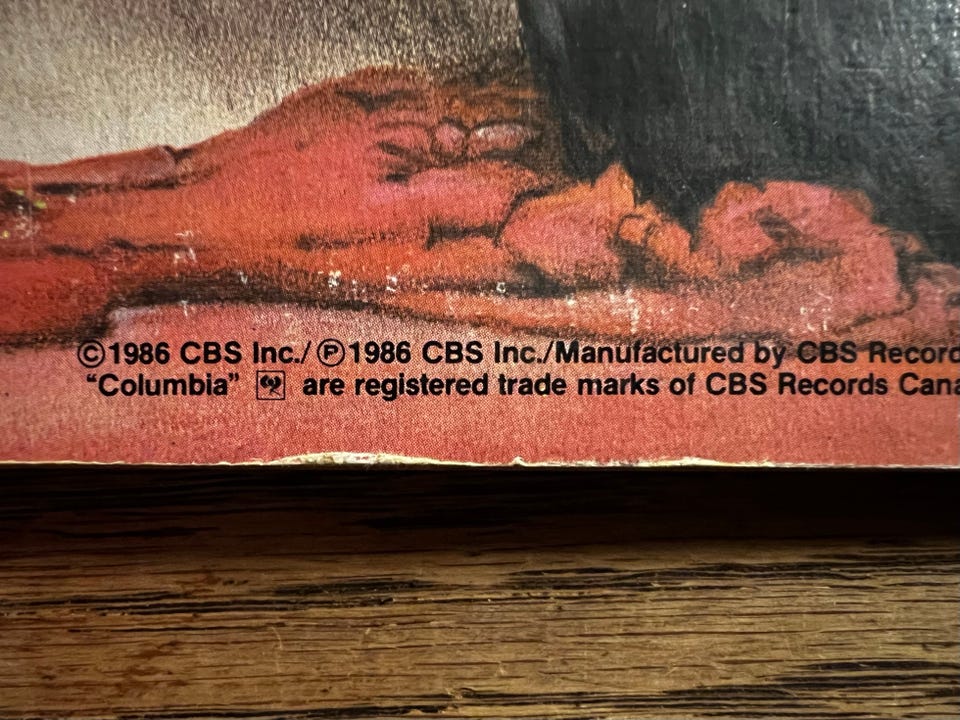 ©1986 CBS Inc./℗1986 CBS Inc./Manufactured by CBS Record
“Columbia” are registered trade marks of CBS Records Cana